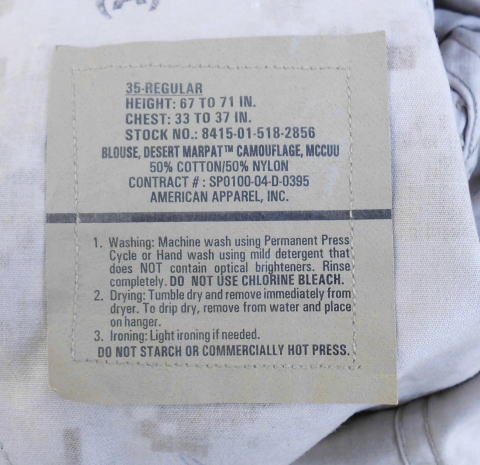 35-REGULAR
HEIGHT: 67 TO 71 IN.
CHEST: 33 TO 37 IN.
STOCK NO.: 8415-01-518-2856
BLOUSE, DESERT MARPAT™ CAMOUFLAGE, MCCUU
50% COTTON/50% NYLON
CONTRACT # : SP0100-04-D-0395
AMERICAN APPAREL, INC.
1. Washing: Machine wash using Permanent Press
Cycle or Hand wash using mild detergent that
does NOT contain optical brighteners. Rinse
completely. DO NOT USE CHLORINE BLEACH.
2. Drying: Tumble dry and remove immediately from
dryer. To drip dry, remove from water and place
on hanger.
3. Ironing: Light ironing if needed.
DO NOT STARCH OR COMMERCIALLY HOT PRESS.